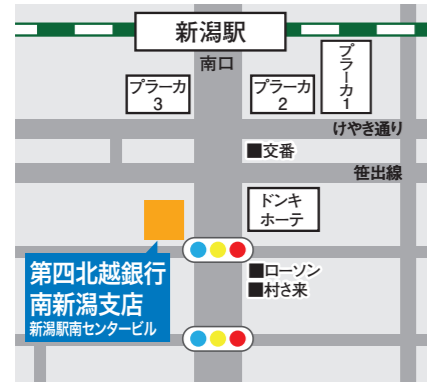 新潟駅
南口
プラーカ
3
プラーカ
2
プラーカ1
けやき通り
■交番
笹出線
ドンキ
ホーテ
第四北越銀行
南新潟支店
新潟駅南センタービル
■ローソン
■村さ来